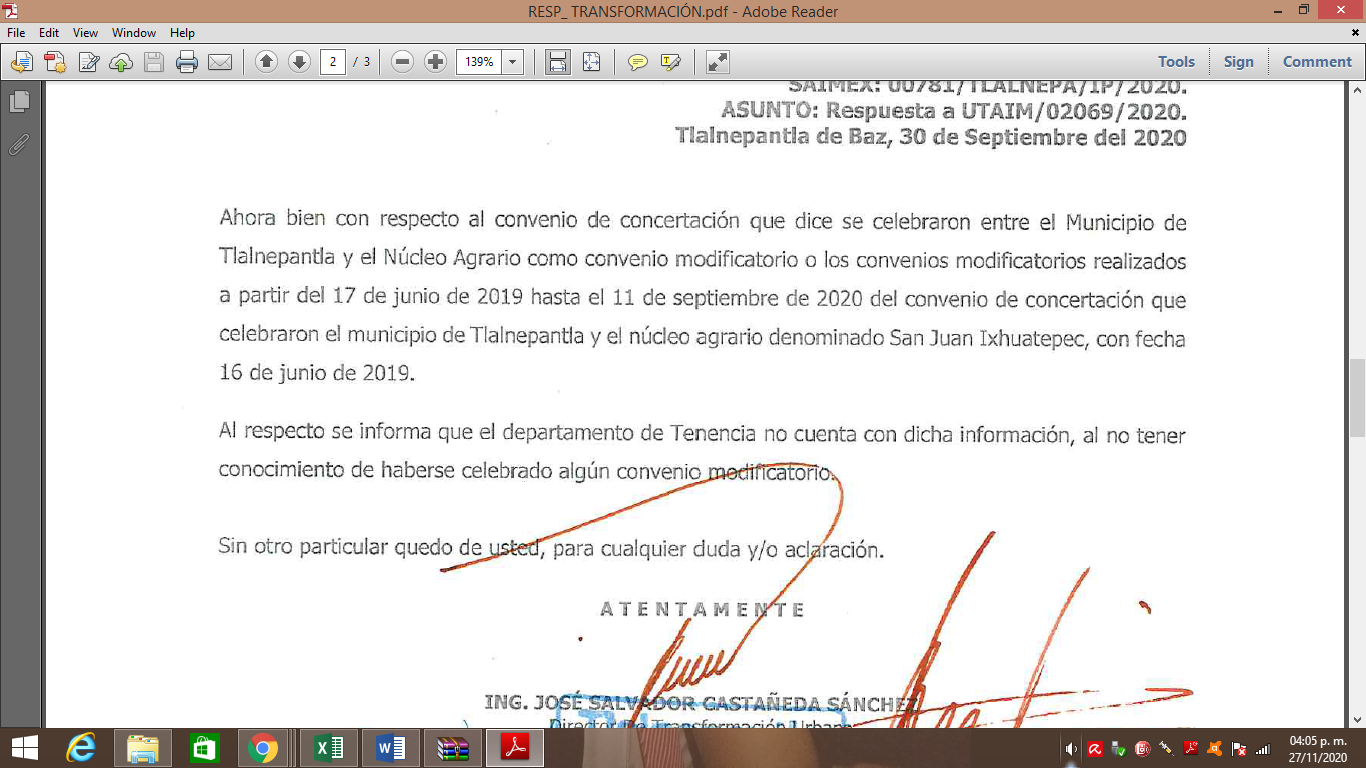 RESP_ TRANSFORMACIÓN.pdf - Adobe Reader
File Edit View Window Help
2 / 3 139% Tools Sign Comment
SAIMEX: 00781/TLALNEPA/IP/2020.
ASUNTO: Respuesta a UTAIM/02069/2020.
Tlalnepantla de Baz, 30 de Septiembre del 2020
Ahora bien con respecto al convenio de concertación que dice se celebraron entre el Municipio de
Tlalnepantla y el Núcleo Agrario como convenio modificatorio o los convenios modificatorios realizados
a partir del 17 de junio de 2019 hasta el 11 de septiembre de 2020 del convenio de concertación que
celebraron el municipio de Tlalnepantla y el núcleo agrario denominado San Juan Ixhuatepec, con fecha
16 de junio de 2019.
Al respecto se informa que el departamento de Tenencia no cuenta con dicha información, al no tener
conocimiento de haberse celebrado algún convenio modificatorio.
Sin otro particular quedo de usted, para cualquier duda y/o aclaración.
A T E N T A M E N T E
ING. JOSÉ SALVADOR CASTAÑEDA SÁNCHEZ
Director De Transformación Urbana
04:05 p. m.
27/11/2020